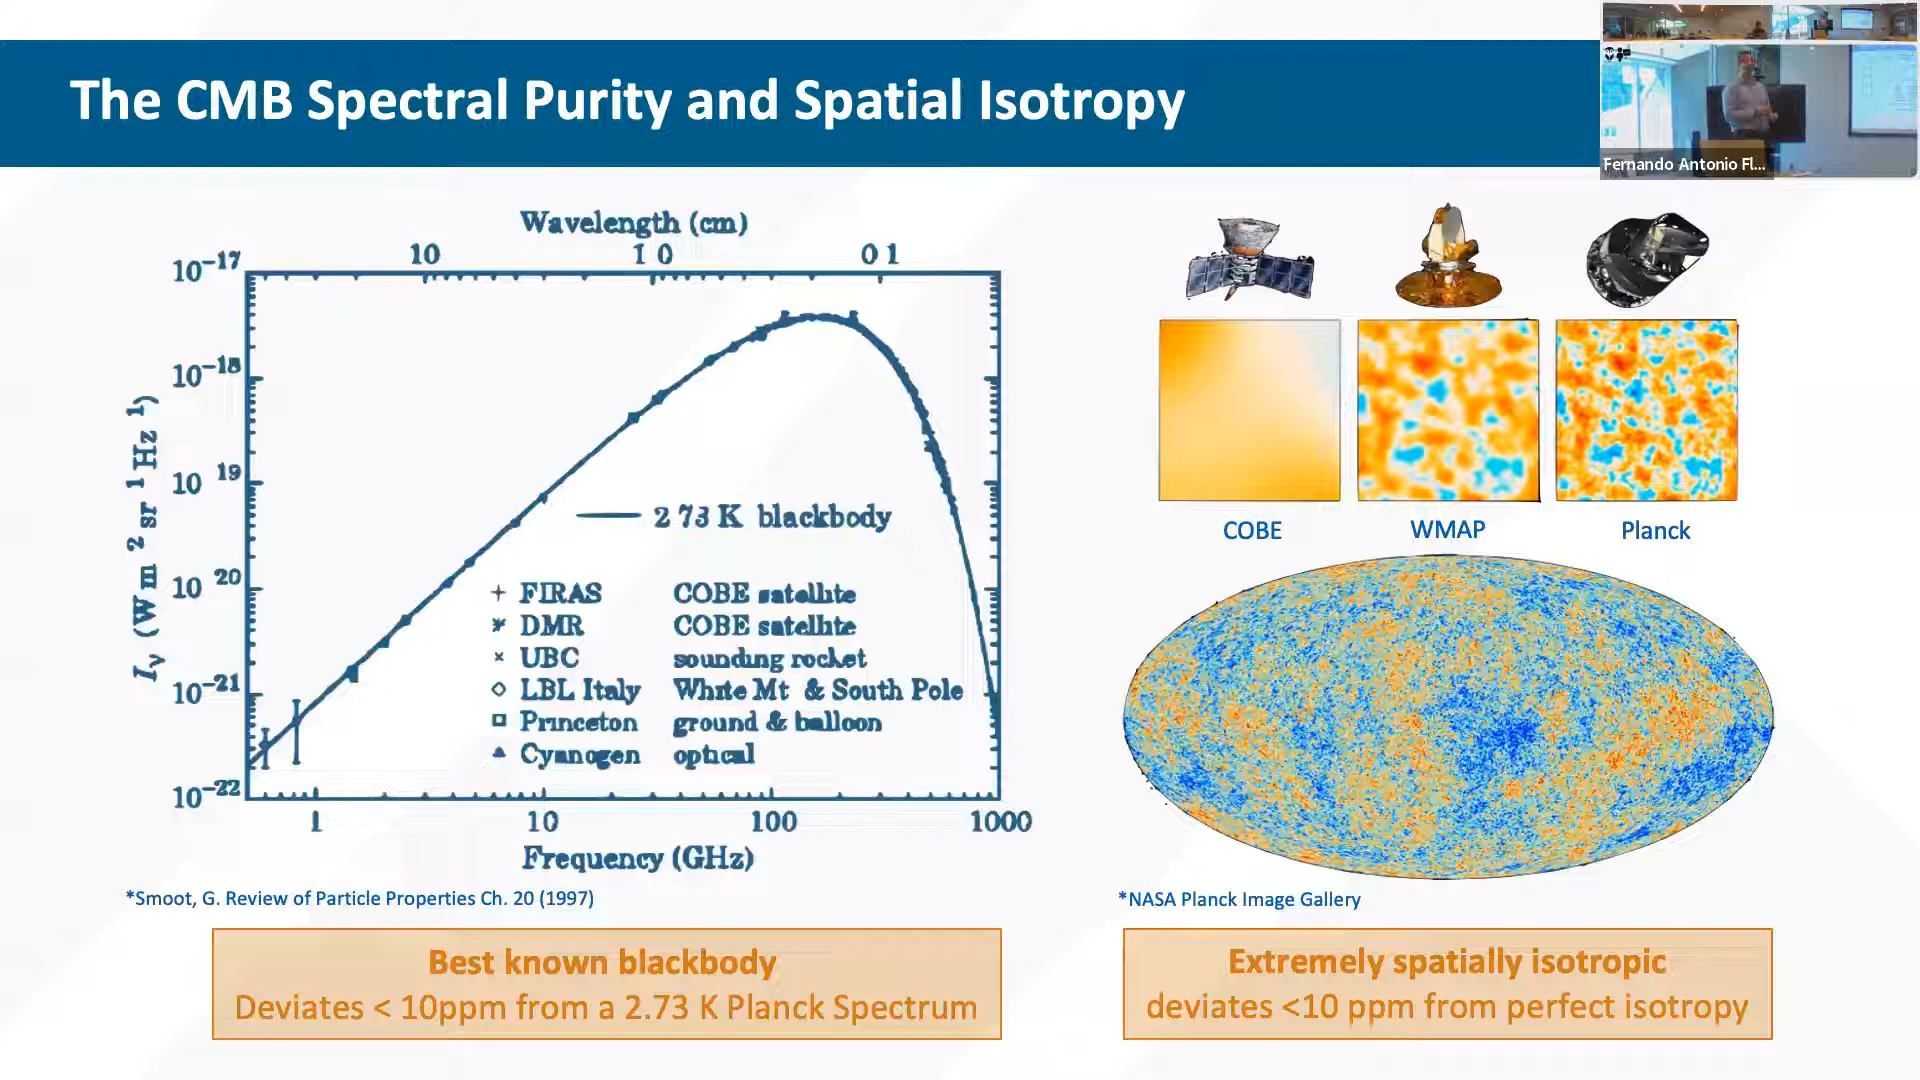 The CMB Spectral Purity and Spatial Isotropy
Fernando Antonio Fl...
Wavelength (cm)
10 1 0 0 1
10-17
10-18
10 19
10 20
10-21
10-22
Iν (W m 2 sr 1 Hz 1)
2 73 K blackbody
FIRAS COBE satellite
DMR COBE satellite
UBC sounding rocket
LBL Italy White Mt & South Pole
Princeton ground & balloon
Cyanogen optical
1 10 100 1000
Frequency (GHz)
*Smoot, G. Review of Particle Properties Ch. 20 (1997)
Best known blackbody
Deviates < 10ppm from a 2.73 K Planck Spectrum
COBE WMAP Planck
*NASA Planck Image Gallery
Extremely spatially isotropic
deviates <10 ppm from perfect isotropy